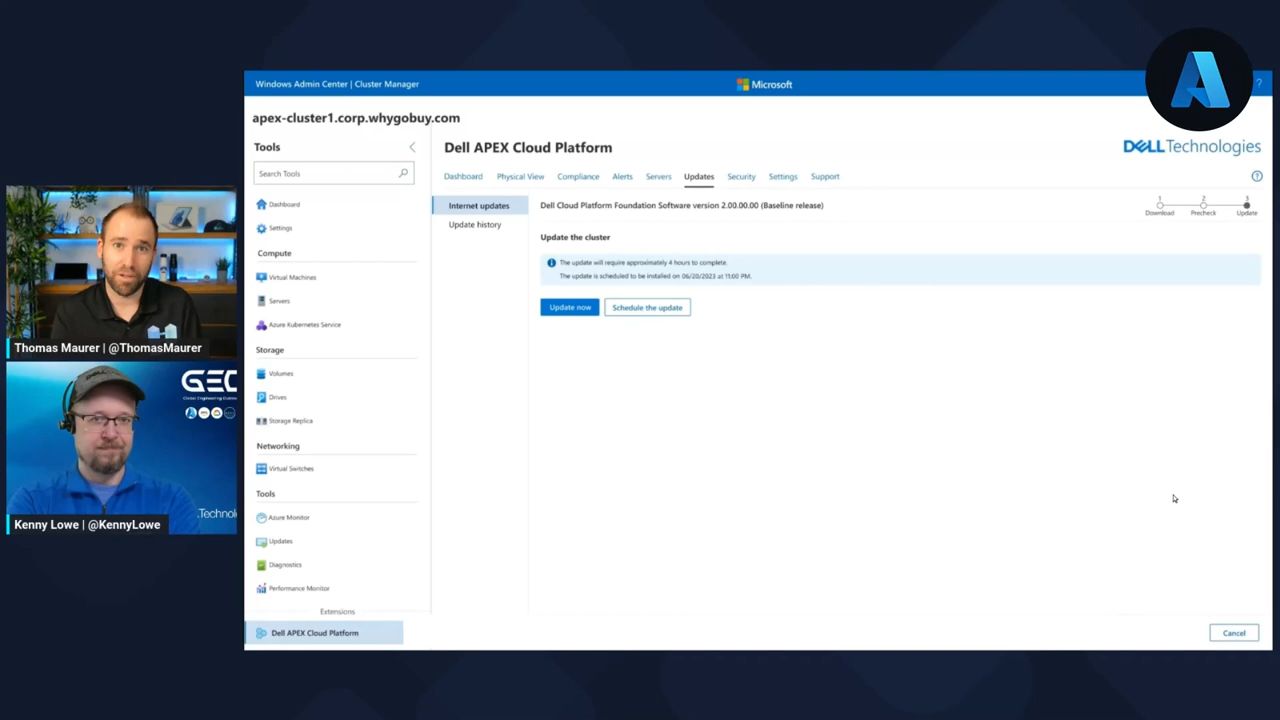 Windows Admin Center | Cluster Manager
Microsoft
?
apex-cluster1.corp.whygobuy.com
Tools
Search Tools
Dashboard
Settings
Compute
Virtual Machines
Servers
Azure Kubernetes Service
Storage
Volumes
Drives
Storage Replica
Networking
Virtual Switches
Tools
Azure Monitor
Updates
Diagnostics
Performance Monitor
Extensions
Dell APEX Cloud Platform
Dell APEX Cloud Platform
DELL Technologies
Dashboard Physical View Compliance Alerts Servers Updates Security Settings Support
Internet updates
Update history
Dell Cloud Platform Foundation Software version 2.00.00.00 (Baseline release)
1 2 3
Download Precheck Update
Update the cluster
The update will require approximately 4 hours to complete.
The update is scheduled to be installed on 06/20/2023 at 11:00 PM.
Update now Schedule the update
Cancel
Thomas Maurer | @ThomasMaurer
GEO
Kenny Lowe | @KennyLowe
.Technol